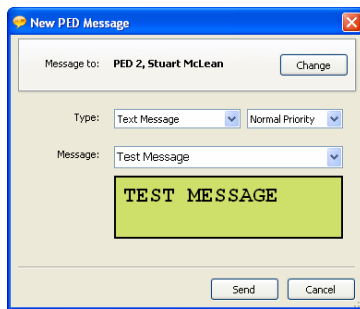 New PED Message
Message to: PED 2, Stuart McLean Change
Type: Text Message Normal Priority
Message: Test Message
TEST MESSAGE
Send Cancel